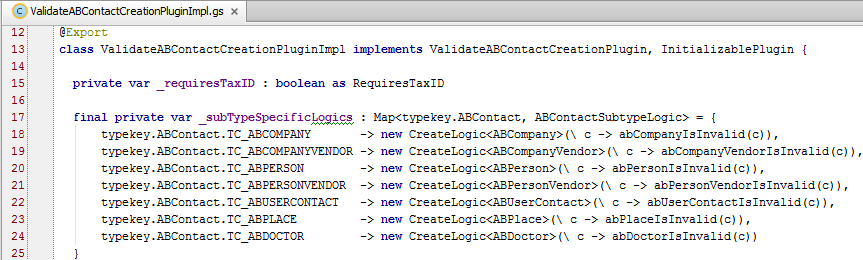 ValidateABContactCreationPluginImpl.gs ×
12 @Export
13 class ValidateABContactCreationPluginImpl implements ValidateABContactCreationPlugin, InitializablePlugin {
14
15 private var _requiresTaxID : boolean as RequiresTaxID
16
17 final private var _subTypeSpecificLogics : Map<typekey.ABContact, ABContactSubtypeLogic> = {
18 typekey.ABContact.TC_ABCOMPANY -> new CreateLogic<ABCompany>(\ c -> abCompanyIsInvalid(c)),
19 typekey.ABContact.TC_ABCOMPANYVENDOR -> new CreateLogic<ABCompanyVendor>(\ c -> abCompanyVendorIsInvalid(c)),
20 typekey.ABContact.TC_ABPERSON -> new CreateLogic<ABPerson>(\ c -> abPersonIsInvalid(c)),
21 typekey.ABContact.TC_ABPERSONVENDOR -> new CreateLogic<ABPersonVendor>(\ c -> abPersonVendorIsInvalid(c)),
22 typekey.ABContact.TC_ABUSERCONTACT -> new CreateLogic<ABUserContact>(\ c -> abUserContactIsInvalid(c)),
23 typekey.ABContact.TC_ABPLACE -> new CreateLogic<ABPlace>(\ c -> abPlaceIsInvalid(c)),
24 typekey.ABContact.TC_ABDOCTOR -> new CreateLogic<ABDoctor>(\ c -> abDoctorIsInvalid(c))
25 }